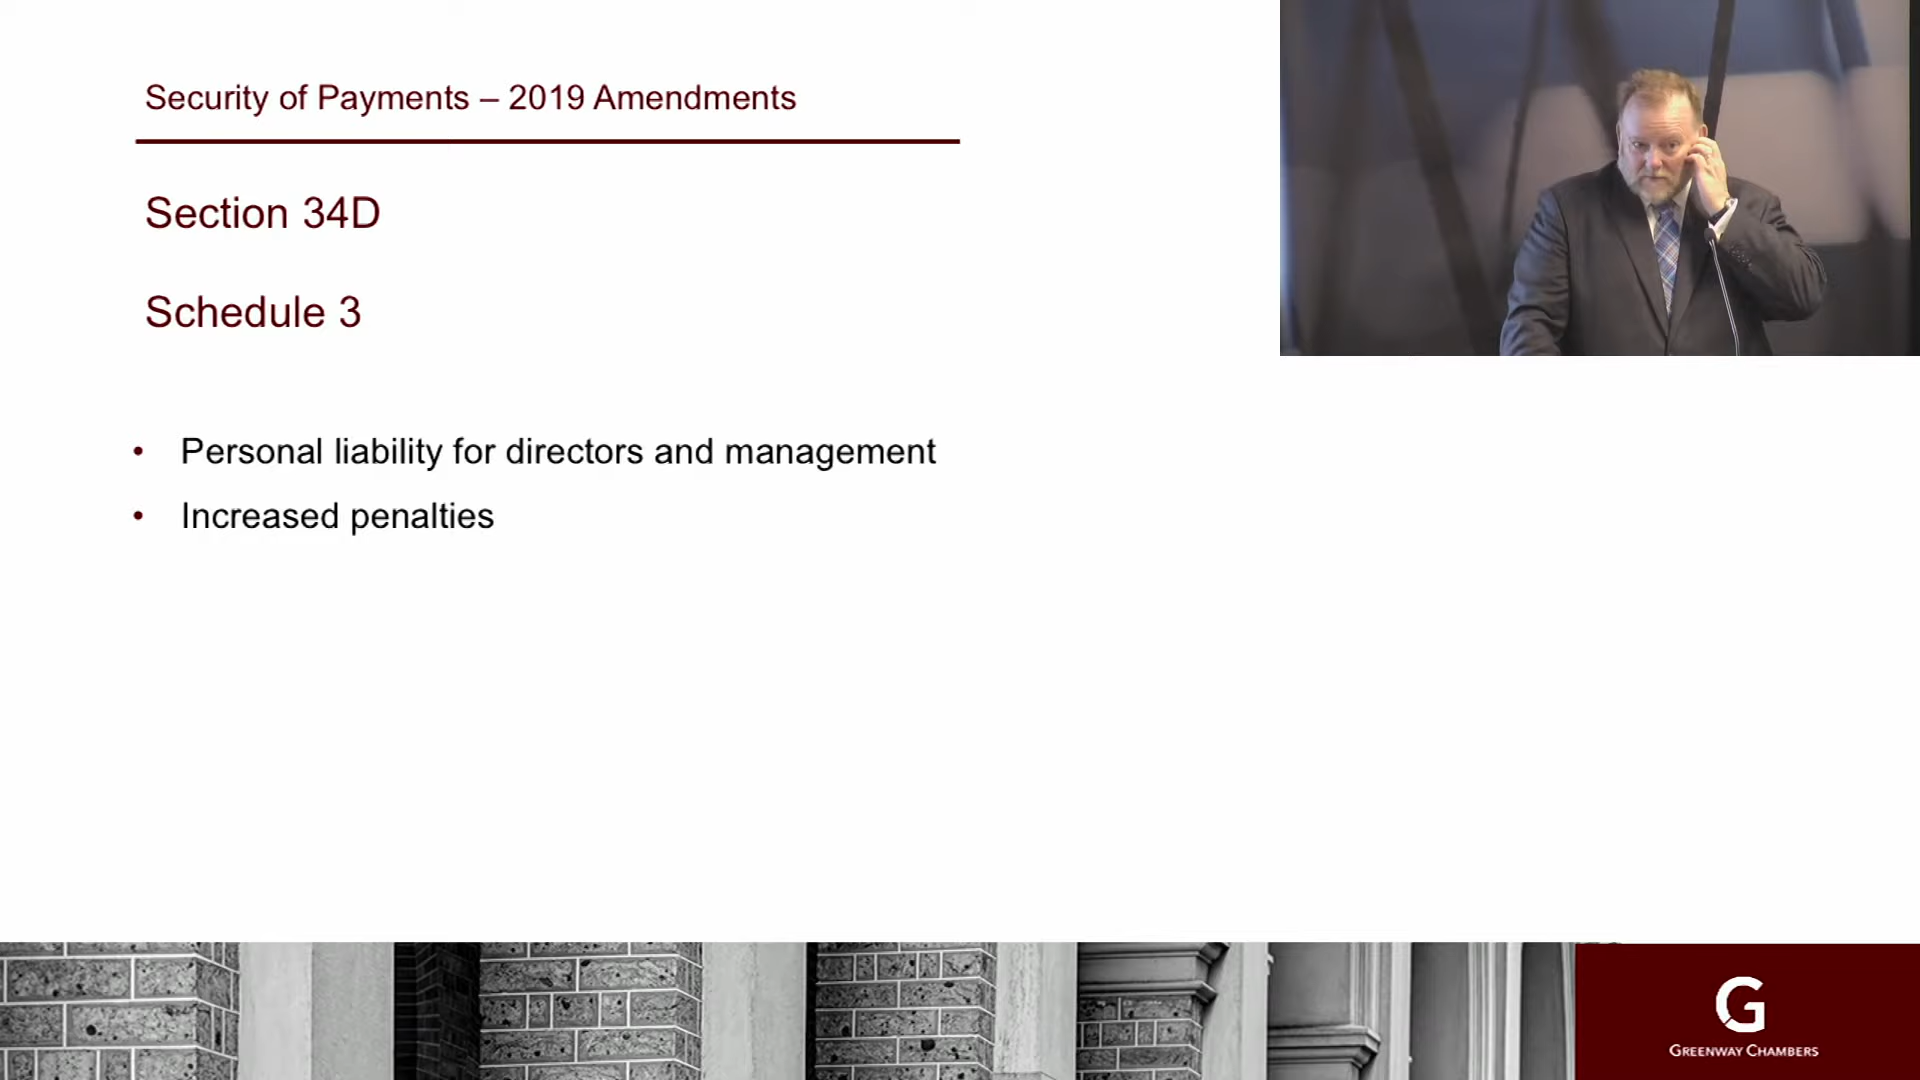 Security of Payments – 2019 Amendments
Section 34D
Schedule 3
• Personal liability for directors and management
• Increased penalties
G
GREENWAY CHAMBERS